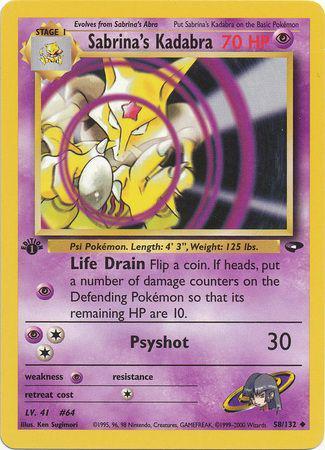 Evolves from Sabrina's Abra
Put Sabrina's Kadabra on the Basic Pokémon
STAGE 1
Sabrina's Kadabra 70 HP
Psi Pokémon. Length: 4' 3", Weight: 125 lbs.
EDITION
1
Life Drain Flip a coin. If heads, put
a number of damage counters on the
Defending Pokémon so that its
remaining HP are 10.
Psyshot 30
weakness resistance
retreat cost
LV. 41 #64
Illus. Ken Sugimori
©1995, 96, 98 Nintendo, Creatures, GAMEFREAK. ©1999-2000 Wizards.
58/132